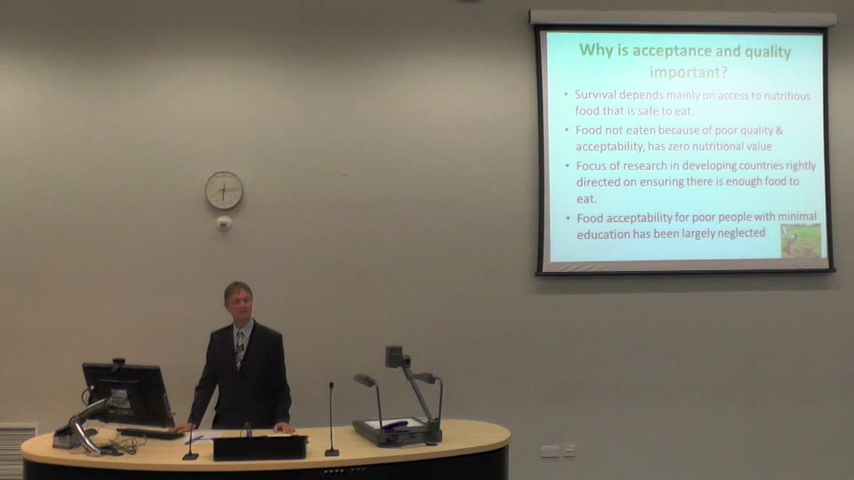 Why is acceptance and quality
important?
• Survival depends mainly on access to nutritious
food that is safe to eat.
• Food not eaten because of poor quality &
acceptability, has zero nutritional value
• Focus of research in developing countries rightly
directed on ensuring there is enough food to
eat.
• Food acceptability for poor people with minimal
education has been largely neglected